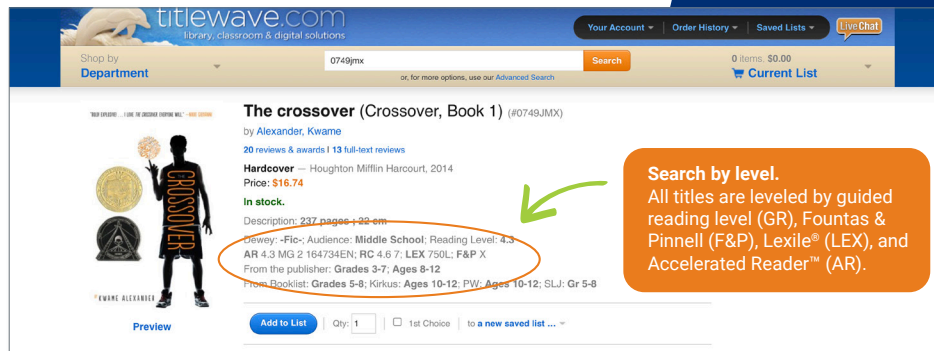 titlewave.com
library, classroom & digital solutions
Your Account
Order History
Saved Lists
LiveChat
Shop by
Department
0749jmx
Search
or, for more options, use our Advanced Search
0 items. $0.00
Current List
The crossover (Crossover, Book 1) (#0749JMX)
by Alexander, Kwame
20 reviews & awards | 13 full-text reviews
Hardcover — Houghton Mifflin Harcourt, 2014
Price: $16.74
In stock.
Description: 237 pages ; 22 cm
Dewey: -Fic-; Audience: Middle School; Reading Level: 4.3
AR 4.3 MG 2 164734EN; RC 4.6 7; LEX 750L; F&P X
From the publisher: Grades 3-7; Ages 8-12
From Booklist: Grades 5-8; Kirkus: Ages 10-12; PW: Ages 10-12; SLJ: Gr 5-8
Add to List Qty: 1 1st Choice to a new saved list ...
CROSSOVER
KWAME ALEXANDER
Preview
Search by level.
All titles are leveled by guided
reading level (GR), Fountas &
Pinnell (F&P), Lexile® (LEX), and
Accelerated Reader™ (AR).